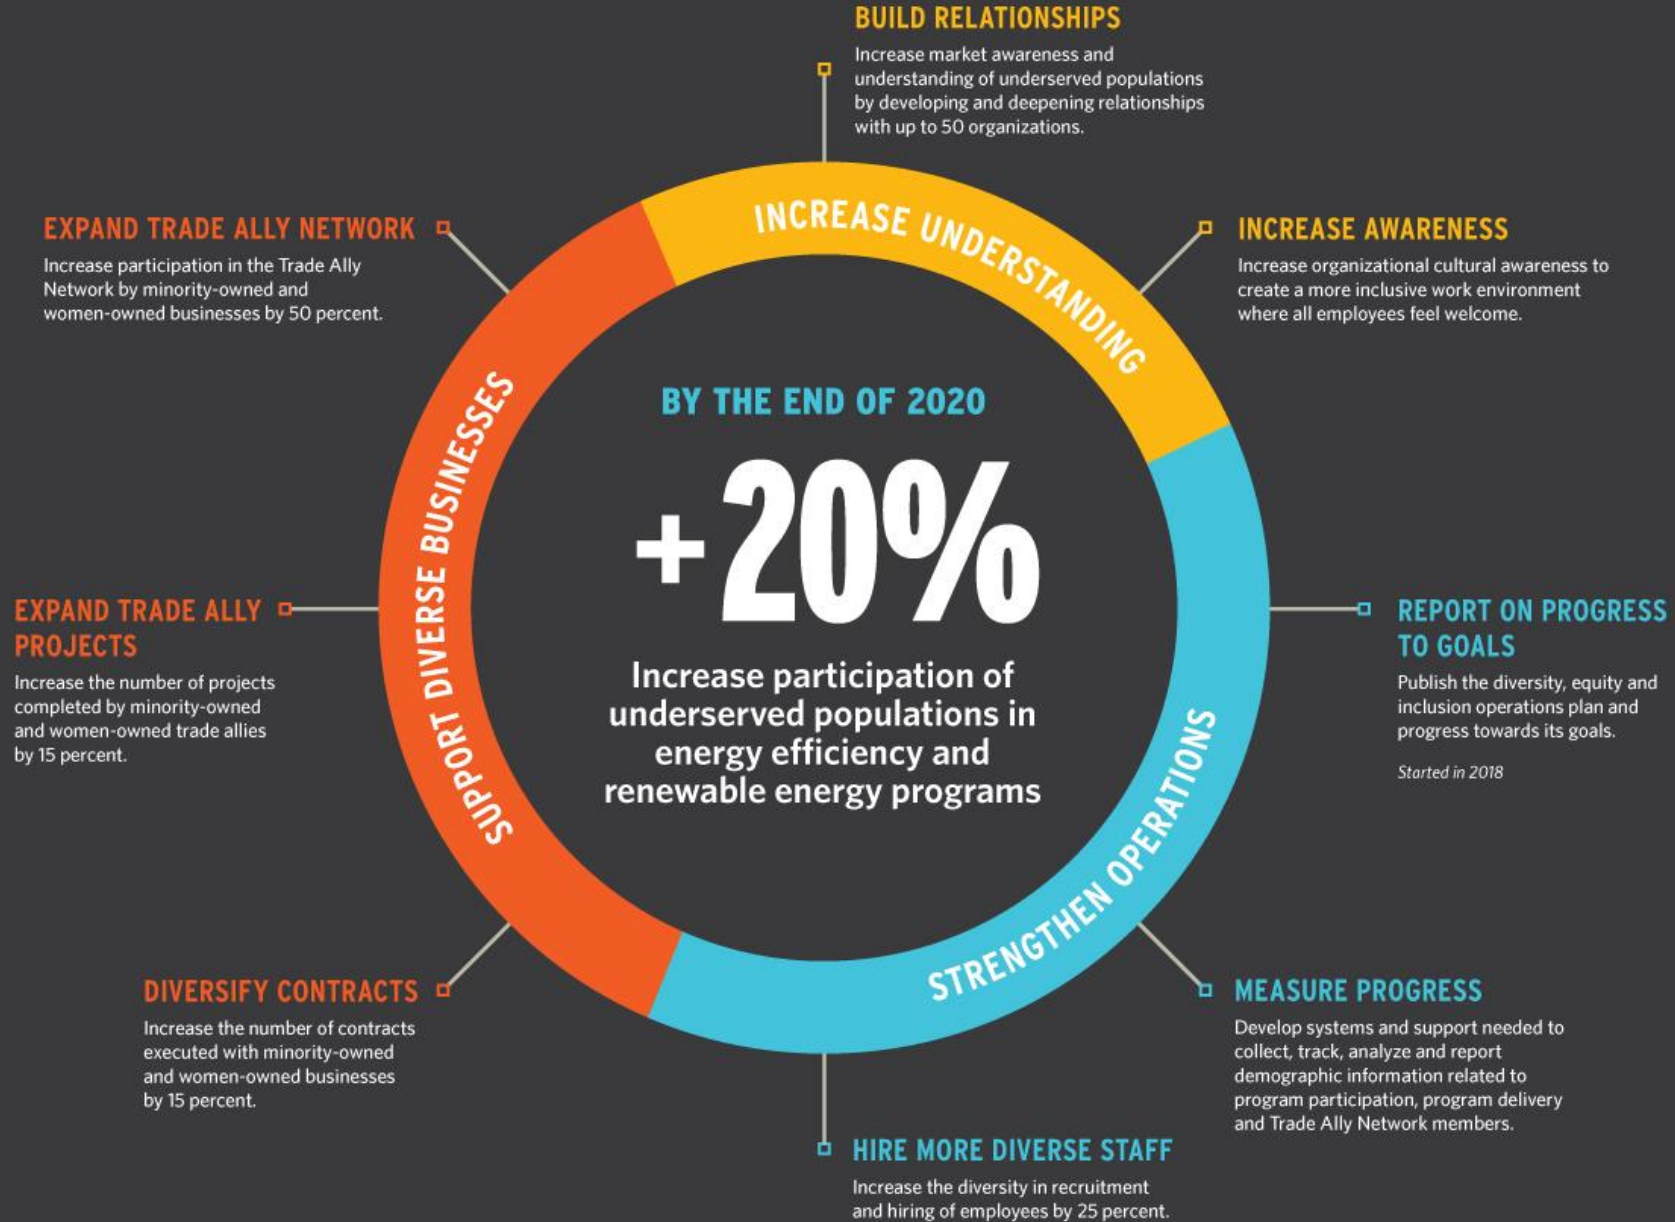 BUILD RELATIONSHIPS
Increase market awareness and
understanding of underserved populations
by developing and deepening relationships
with up to 50 organizations.
EXPAND TRADE ALLY NETWORK
Increase participation in the Trade Ally
Network by minority-owned and
women-owned businesses by 50 percent.
INCREASE UNDERSTANDING
INCREASE AWARENESS
Increase organizational cultural awareness to
create a more inclusive work environment
where all employees feel welcome.
SUPPORT DIVERSE BUSINESSES
BY THE END OF 2020
+20%
Increase participation of
underserved populations in
energy efficiency and
renewable energy programs
EXPAND TRADE ALLY
PROJECTS
Increase the number of projects
completed by minority-owned
and women-owned trade allies
by 15 percent.
REPORT ON PROGRESS
TO GOALS
Publish the diversity, equity and
inclusion operations plan and
progress towards its goals.
Started in 2018
STRENGTHEN OPERATIONS
DIVERSIFY CONTRACTS
Increase the number of contracts
executed with minority-owned
and women-owned businesses
by 15 percent.
MEASURE PROGRESS
Develop systems and support needed to
collect, track, analyze and report
demographic information related to
program participation, program delivery
and Trade Ally Network members.
HIRE MORE DIVERSE STAFF
Increase the diversity in recruitment
and hiring of employees by 25 percent.